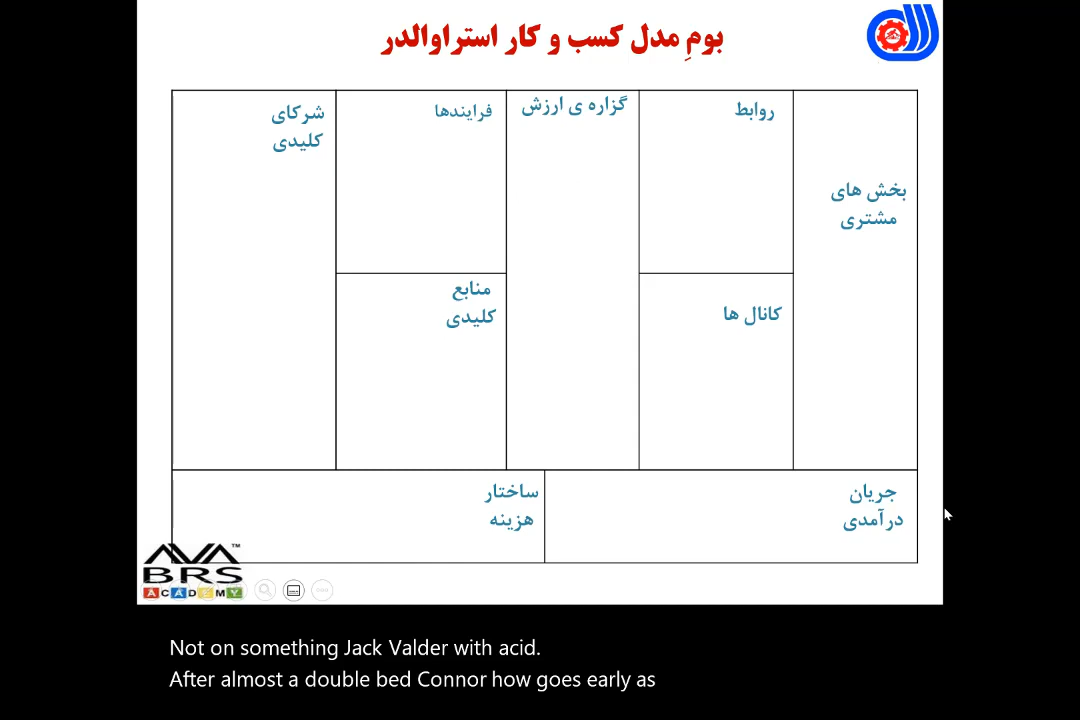 بومِ مدل کسب و کار استراوالدر
بخش های
مشتری
روابط
کانال ها
گزاره ی ارزش
فرایندها
منابع
کلیدی
شرکای
کلیدی
جریان
درآمدی
ساختار
هزینه
TM
BRS
ACADEMY
Not on something Jack Valder with acid.
After almost a double bed Connor how goes early as